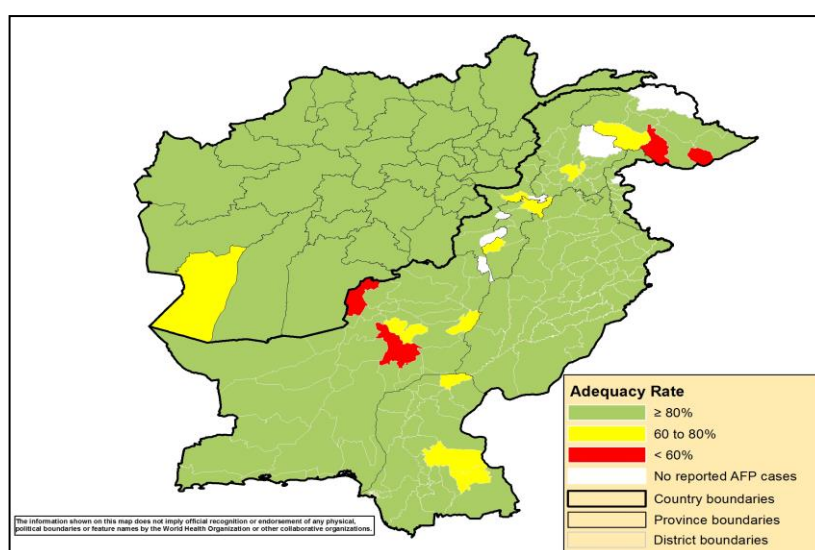 Adequacy Rate
≥ 80%
60 to 80%
< 60%
No reported AFP cases
Country boundaries
Province boundaries
District boundaries
The information shown on this map does not imply official recognition or endorsement of any physical,
political boundaries or feature names by the World Health Organization or other collaborative organizations.